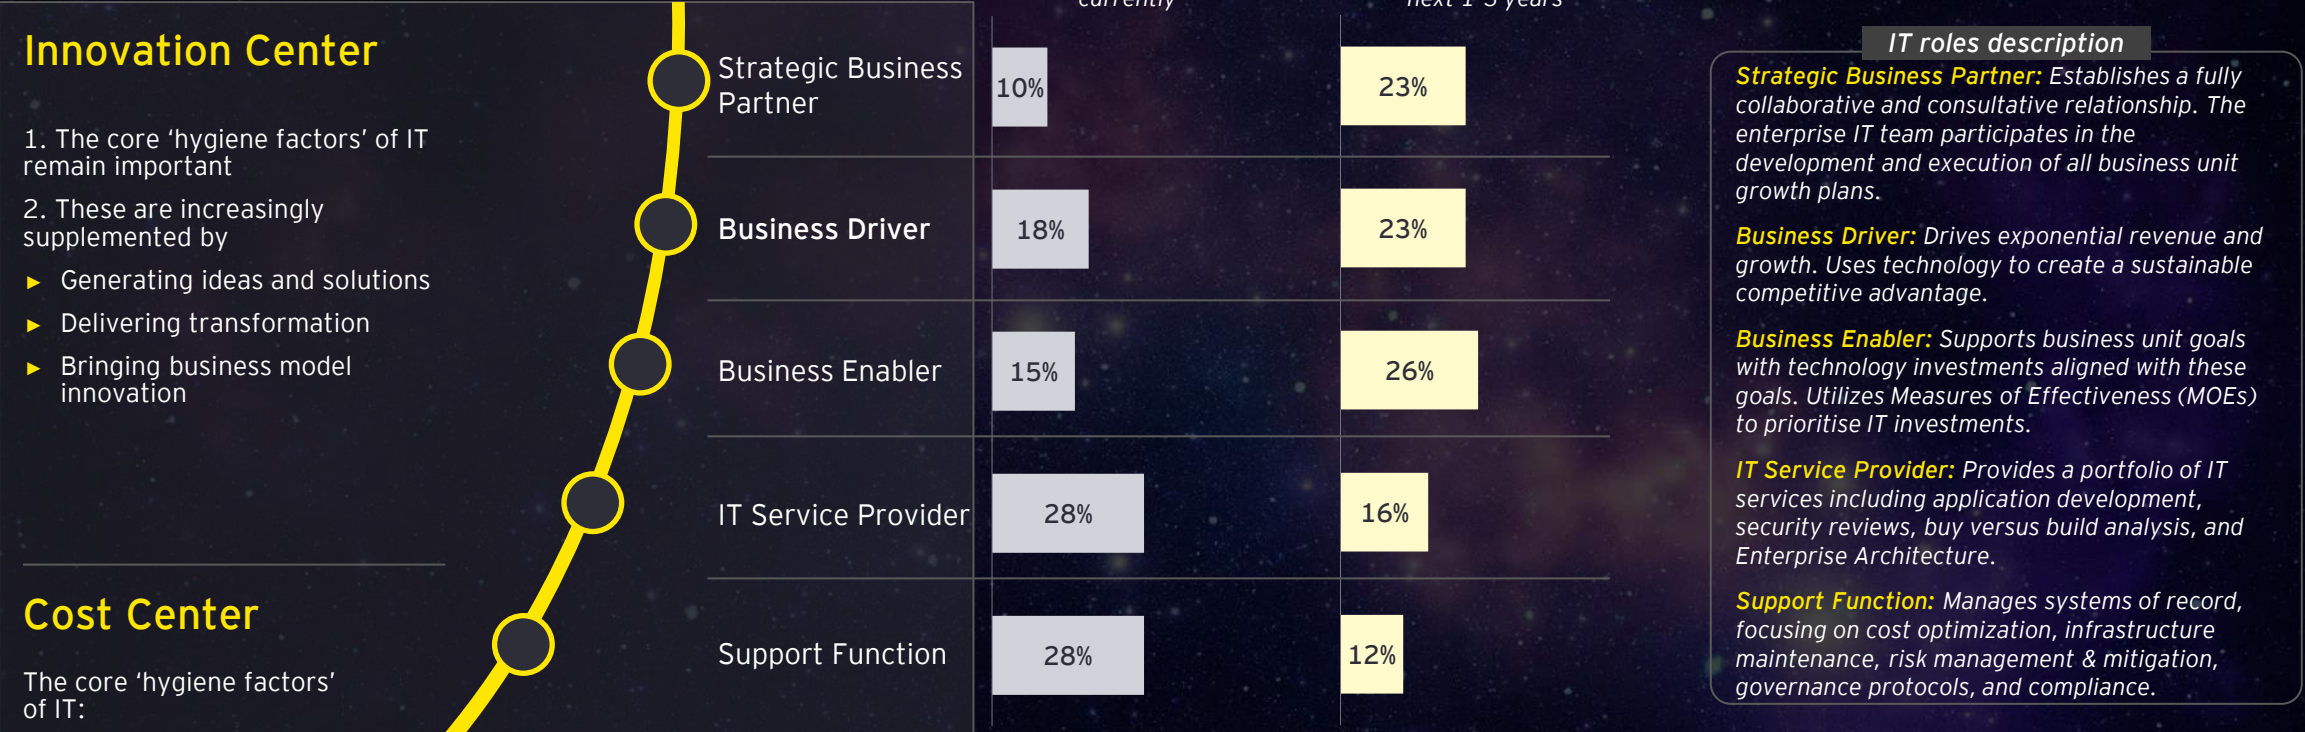 currently
next 1-3 years
Innovation Center
1. The core ‘hygiene factors’ of IT
remain important
2. These are increasingly
supplemented by
► Generating ideas and solutions
► Delivering transformation
► Bringing business model
innovation
Cost Center
The core ‘hygiene factors’
of IT:
Strategic Business
Partner
10%
23%
Business Driver
18%
23%
Business Enabler
15%
26%
IT Service Provider
28%
16%
Support Function
28%
12%
IT roles description
Strategic Business Partner: Establishes a fully
collaborative and consultative relationship. The
enterprise IT team participates in the
development and execution of all business unit
growth plans.
Business Driver: Drives exponential revenue and
growth. Uses technology to create a sustainable
competitive advantage.
Business Enabler: Supports business unit goals
with technology investments aligned with these
goals. Utilizes Measures of Effectiveness (MOEs)
to prioritise IT investments.
IT Service Provider: Provides a portfolio of IT
services including application development,
security reviews, buy versus build analysis, and
Enterprise Architecture.
Support Function: Manages systems of record,
focusing on cost optimization, infrastructure
maintenance, risk management & mitigation,
governance protocols, and compliance.